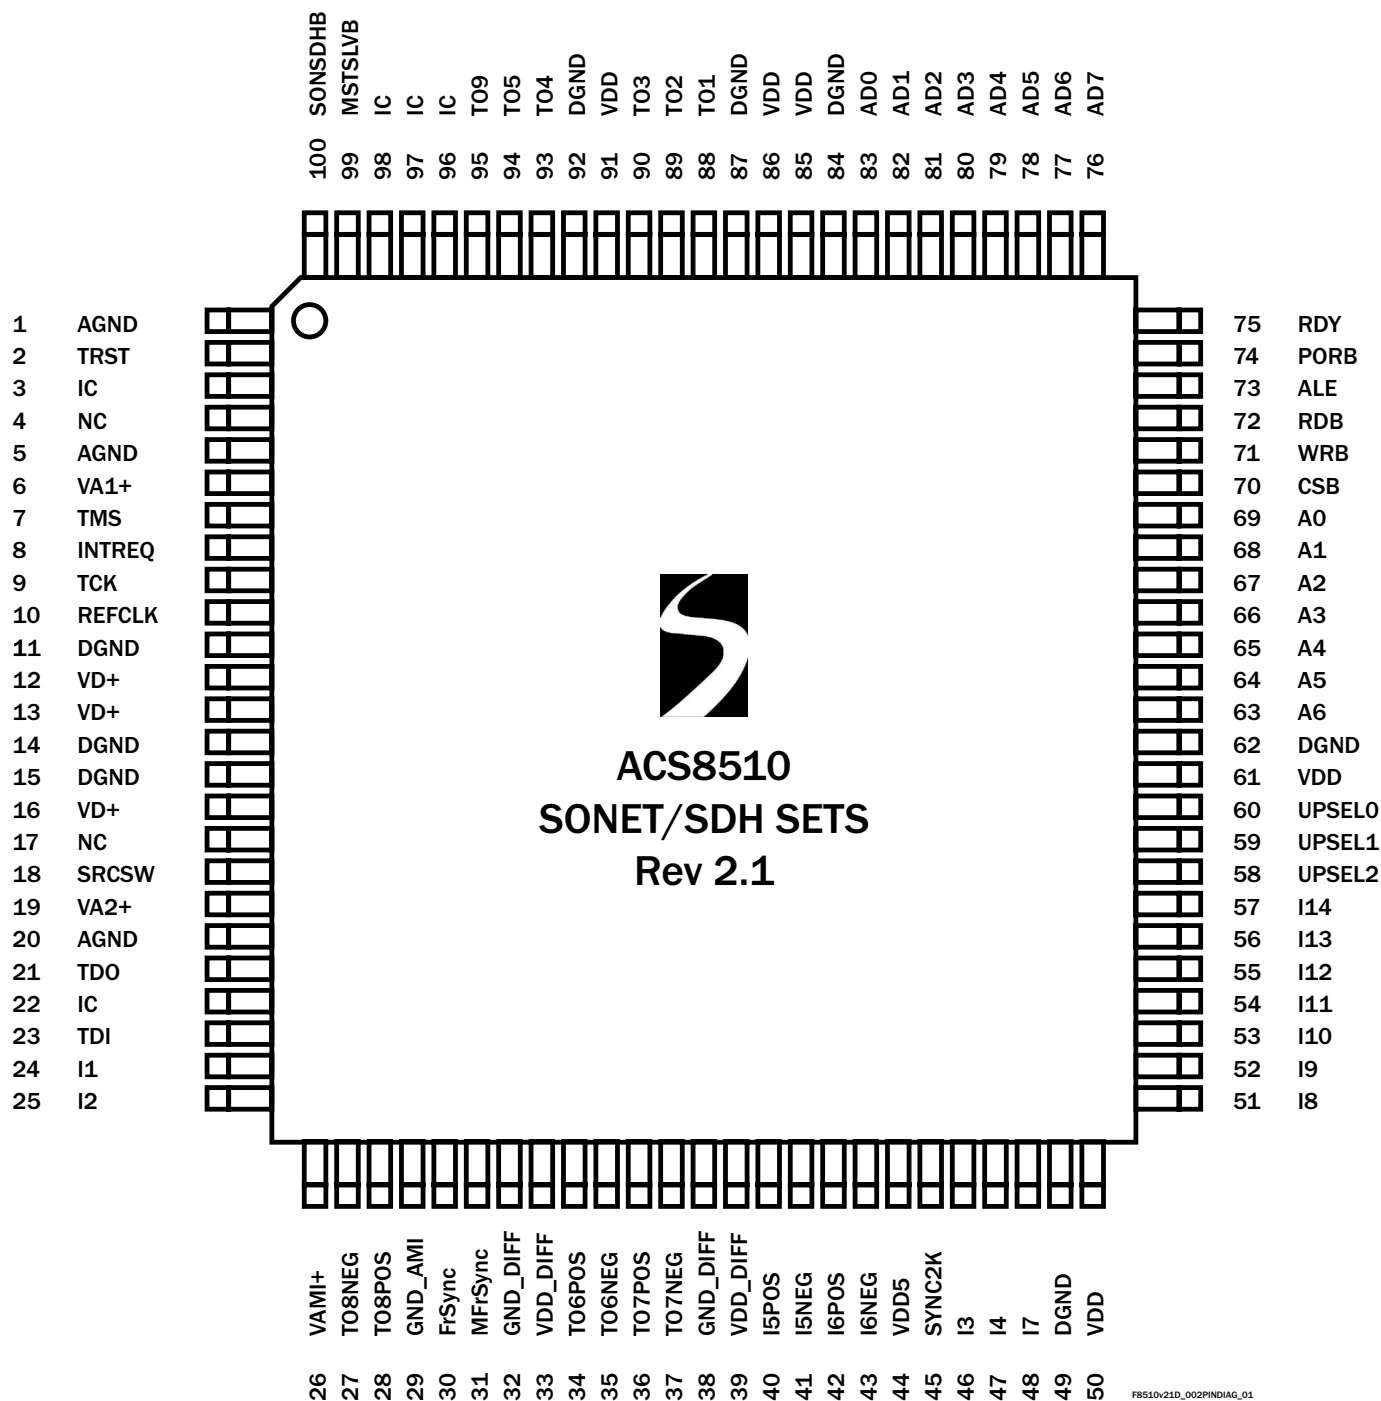 SONSDHB
MSTSLVB
IC
IC
IC
TO9
TO5
TO4
DGND
VDD
TO3
TO2
TO1
DGND
VDD
VDD
DGND
AD0
AD1
AD2
AD3
AD4
AD5
AD6
AD7
100
99
98
97
96
95
94
93
92
91
90
89
88
87
86
85
84
83
82
81
80
79
78
77
76
1 AGND
2 TRST
3 IC
4 NC
5 AGND
6 VA1+
7 TMS
8 INTREQ
9 TCK
10 REFCLK
11 DGND
12 VD+
13 VD+
14 DGND
15 DGND
16 VD+
17 NC
18 SRCSW
19 VA2+
20 AGND
21 TDO
22 IC
23 TDI
24 I1
25 I2
ACS8510
SONET/SDH SETS
Rev 2.1
75 RDY
74 PORB
73 ALE
72 RDB
71 WRB
70 CSB
69 A0
68 A1
67 A2
66 A3
65 A4
64 A5
63 A6
62 DGND
61 VDD
60 UPSEL0
59 UPSEL1
58 UPSEL2
57 I14
56 I13
55 I12
54 I11
53 I10
52 I9
51 I8
VAMI+
TO8NEG
TO8POS
GND_AMI
FrSync
MFrSync
GND_DIFF
VDD_DIFF
TO6POS
TO6NEG
TO7POS
TO7NEG
GND_DIFF
VDD_DIFF
I5POS
I5NEG
I6POS
I6NEG
VDD5
SYNC2K
I3
I4
I7
DGND
VDD
26
27
28
29
30
31
32
33
34
35
36
37
38
39
40
41
42
43
44
45
46
47
48
49
50
F8510v21D_002PINDIAG_01